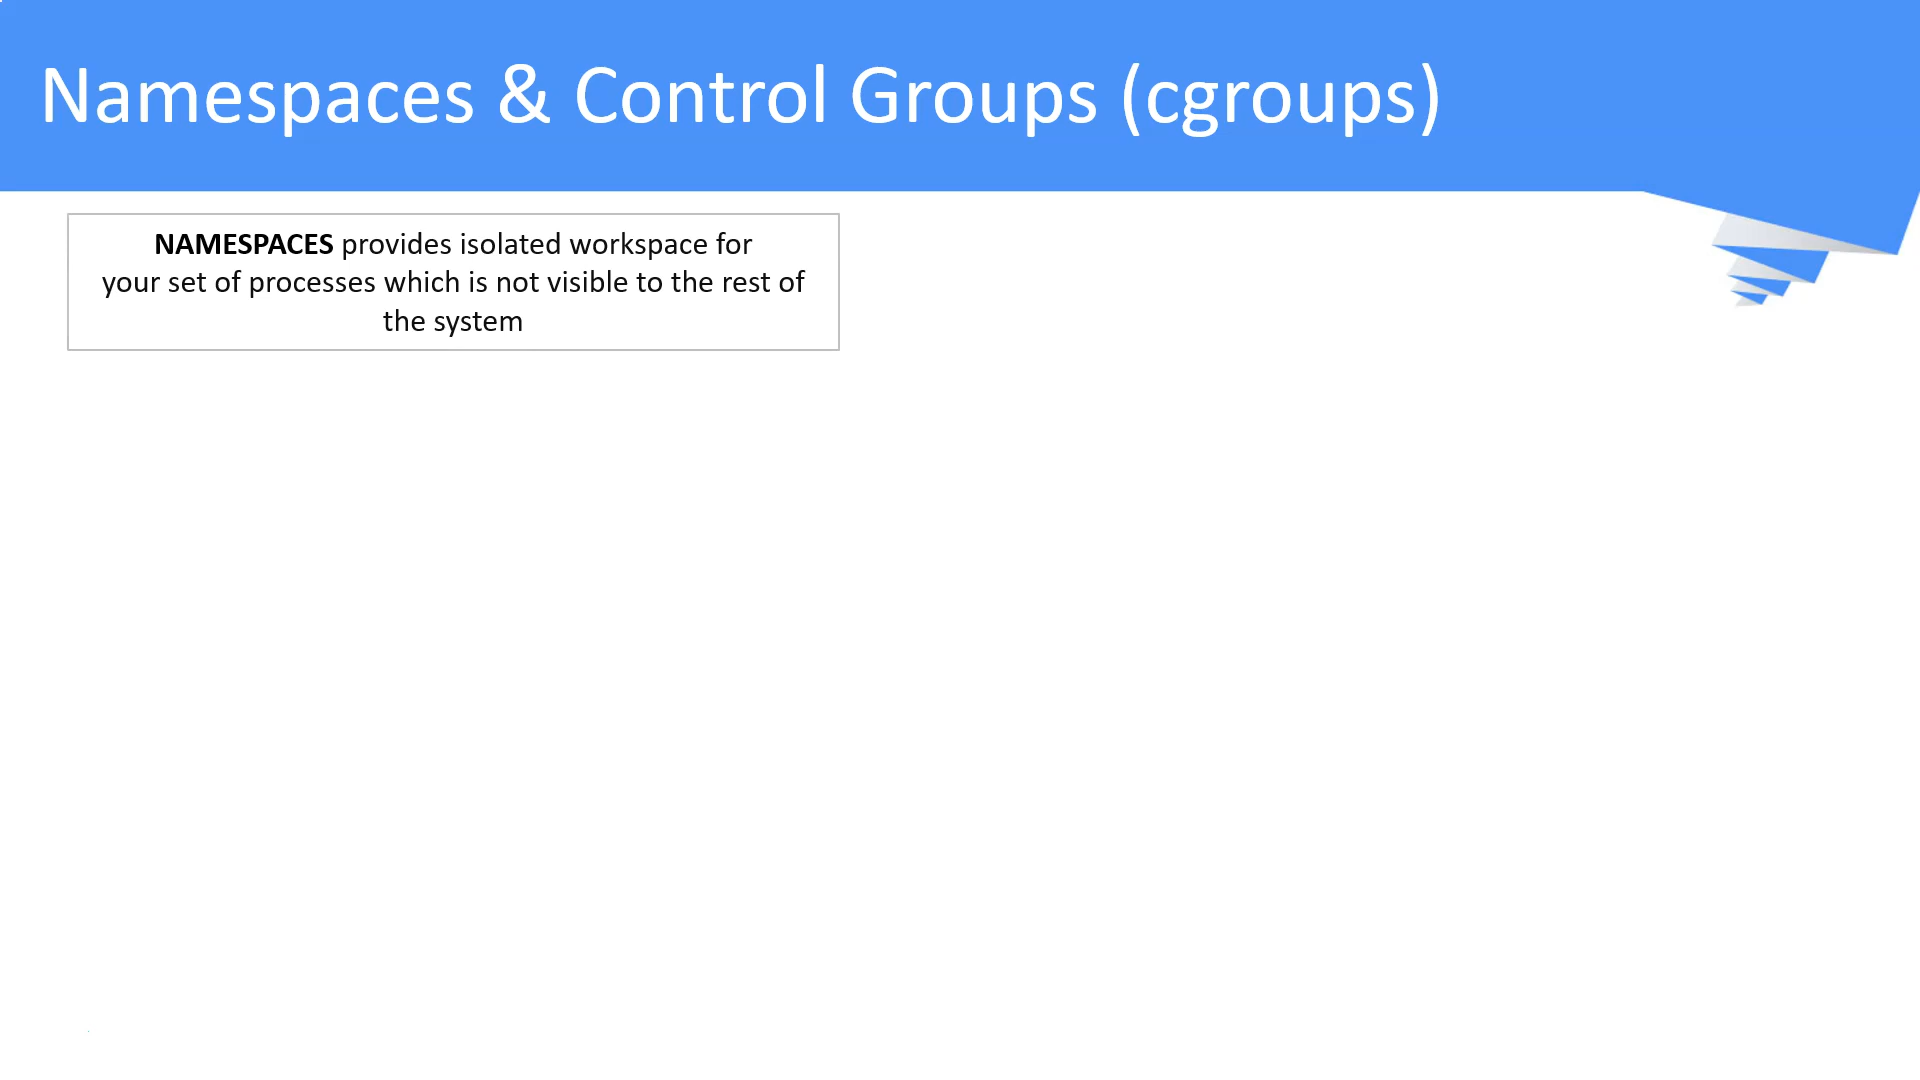 Namespaces & Control Groups (cgroups)
NAMESPACES provides isolated workspace for
your set of processes which is not visible to the rest of
the system